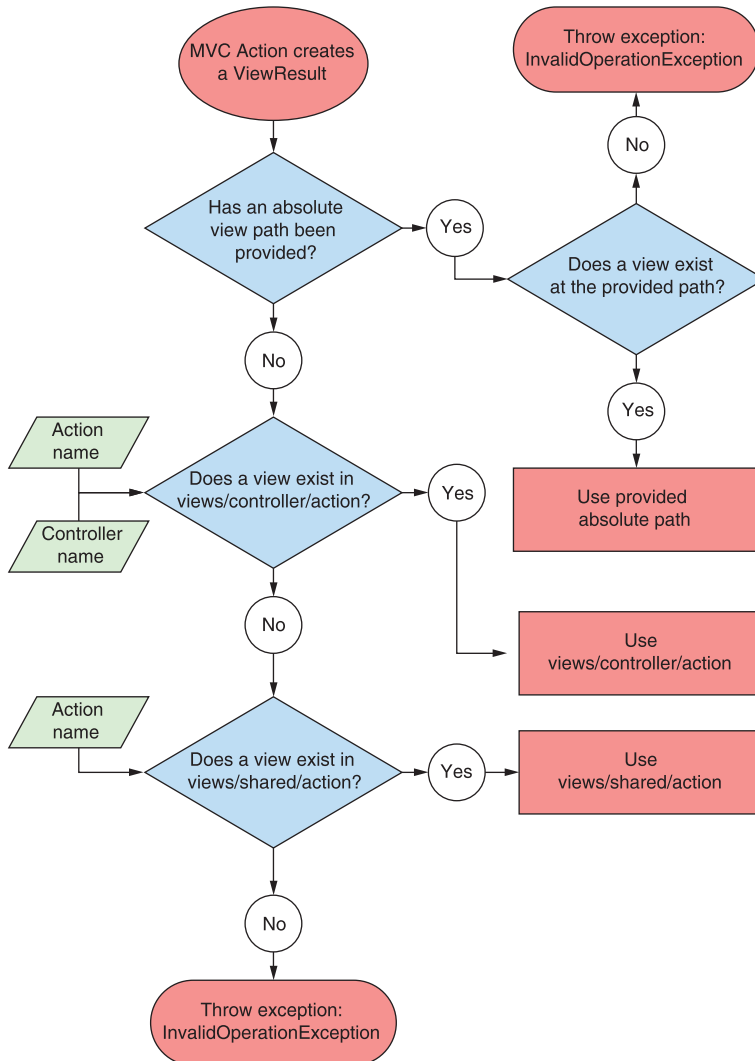 MVC Action creates
a ViewResult
Throw exception:
InvalidOperationException
No
Has an absolute
view path been
provided?
Yes
Does a view exist
at the provided path?
No
Yes
Action
name
Does a view exist in
views/controller/action?
Yes
Use provided
absolute path
Controller
name
No
Use
views/controller/action
Action
name
Does a view exist in
views/shared/action?
Yes
Use
views/shared/action
No
Throw exception:
InvalidOperationException